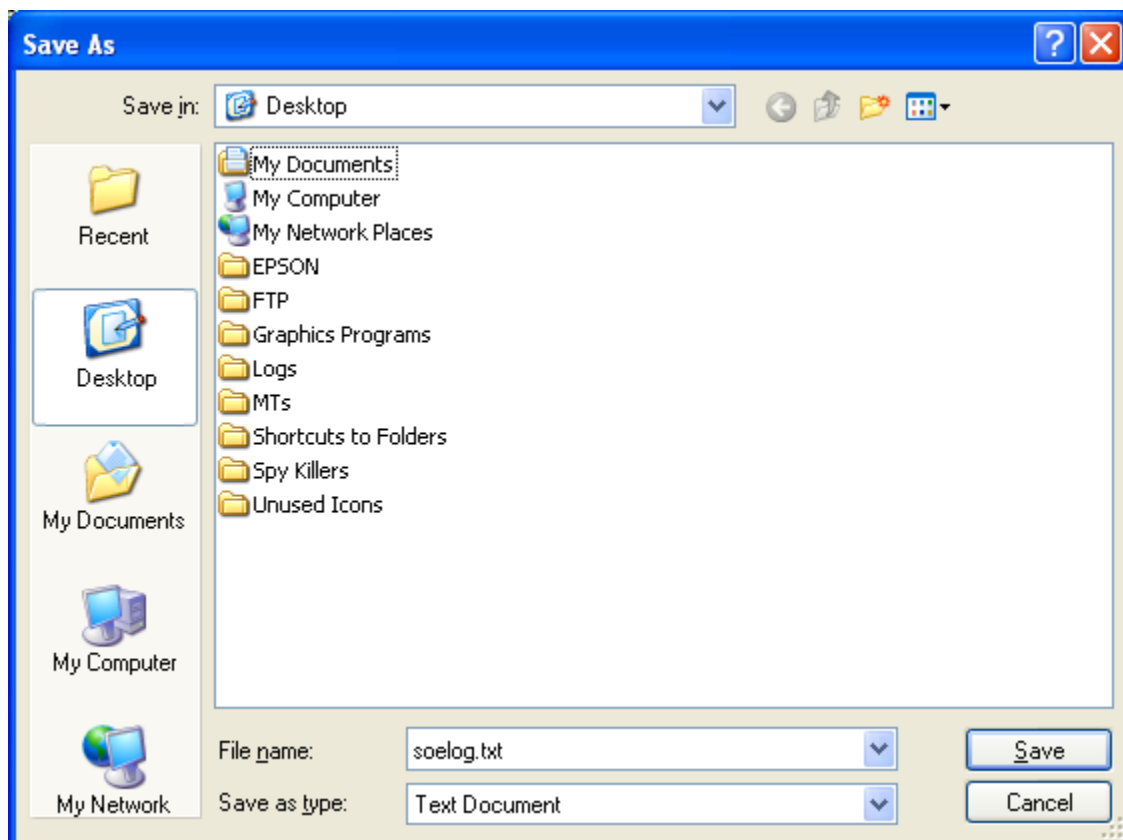 Save As
Save in: Desktop
My Documents
My Computer
My Network Places
EPSON
FTP
Graphics Programs
Logs
MTs
Shortcuts to Folders
Spy Killers
Unused Icons
Recent
Desktop
My Documents
My Computer
My Network
File name: soelog.txt
Save
Save as type: Text Document
Cancel